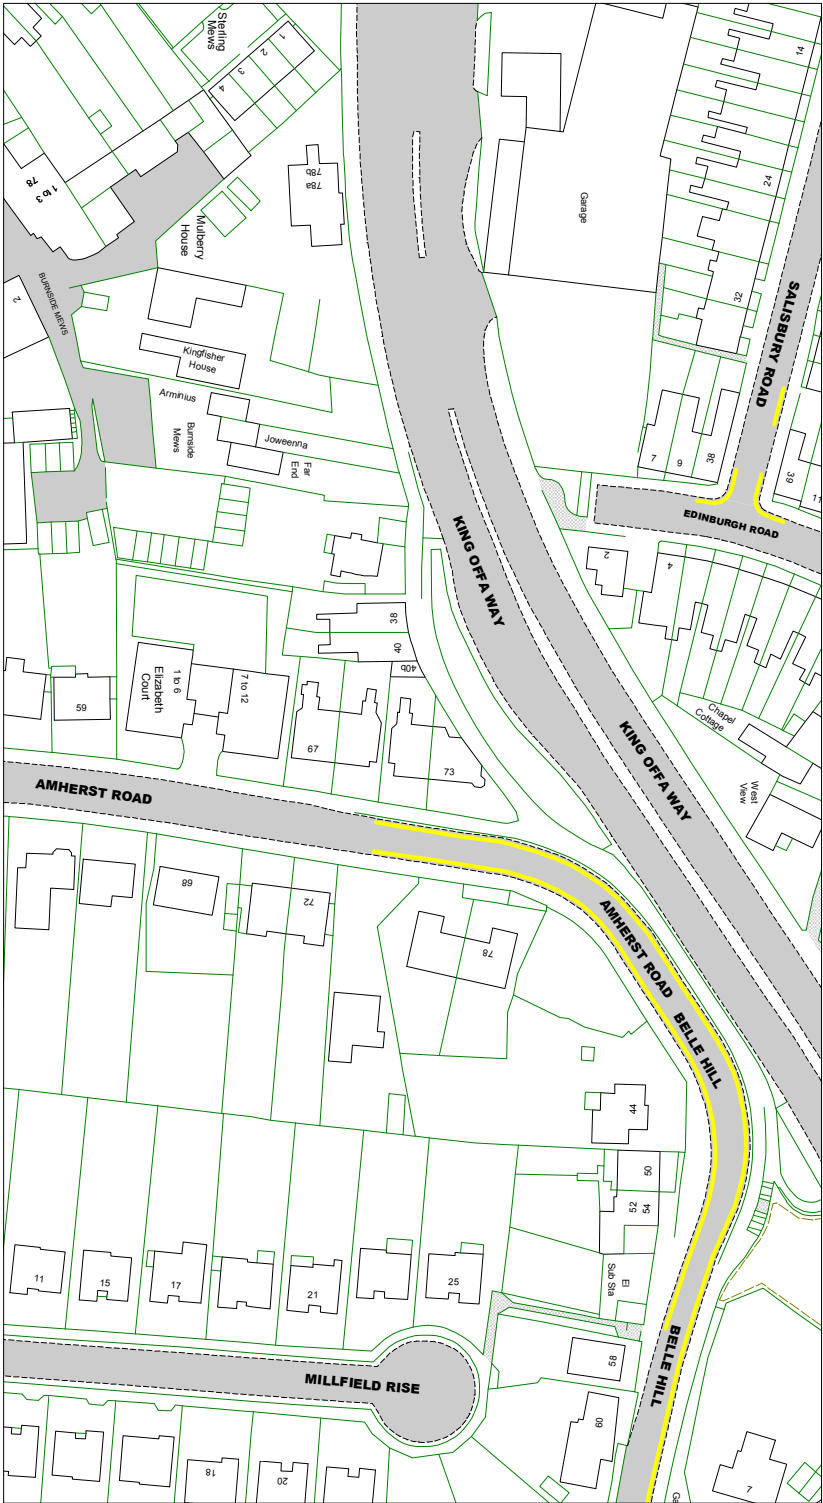 Sterling
Mews
1
2
3
4
14
24
32
78
1 to 3
78b
78a
Garage
Mulberry
House
SALISBURY ROAD
2
BURNSIDE MEWS
Kingfisher
House
Arminius
Burnside
Mews
Joweenna
Far
End
7
9
38
39
11
EDINBURGH ROAD
KING OFFA WAY
2
4
38
40
40b
1 to 6
Elizabeth
Court
7 to 12
59
67
73
Chapel
Cottage
West
View
KING OFFA WAY
AMHERST ROAD
68
72
78
AMHERST ROAD
BELLE HILL
44
50
52
54
El
Sub Sta
11
15
17
21
25
58
BELLE HILL
MILLFIELD RISE
60
18
20
7